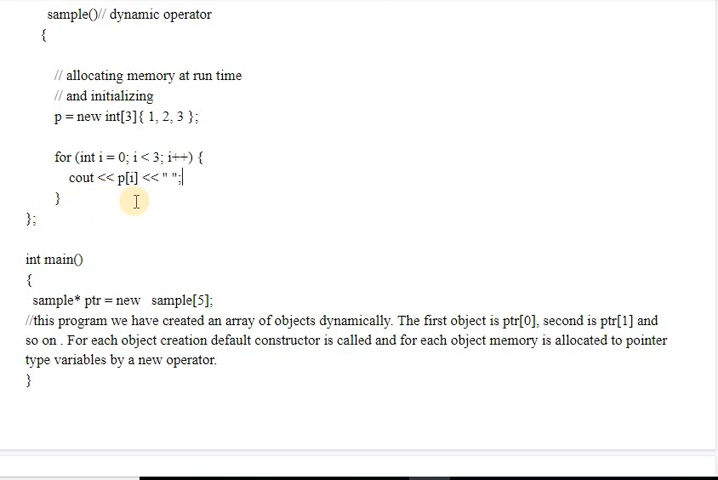 sample()// dynamic operator
{
// allocating memory at run time
// and initializing
p = new int[3]{ 1, 2, 3 };
for (int i = 0; i < 3; i++) {
cout << p[i] << " ";
}
};
int main()
{
sample* ptr = new sample[5];
//this program we have created an array of objects dynamically. The first object is ptr[0], second is ptr[1] and
so on . For each object creation default constructor is called and for each object memory is allocated to pointer
type variables by a new operator.
}